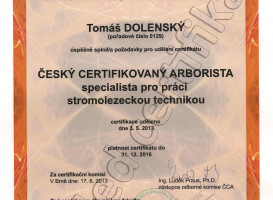 Tomáš DOLENSKÝ
(pořadové číslo 0129)
úspěšně splnil/a požadavky pro udělení certifikátu
ČESKÝ CERTIFIKOVANÝ ARBORISTA
specialista pro práci
stromolezeckou technikou
certifikace udělena
dne 3. 5. 2013
platnost certifikátu do
31. 12. 2016
Za certifikační komisi
V Brně dne: 17. 6. 2013
Ing. Luděk Praus, Ph.D.
zástupce odborné komise ČCA